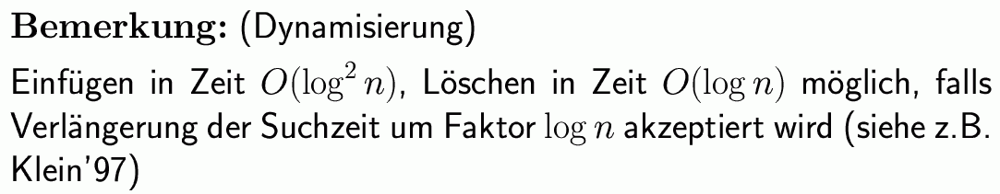 Bemerkung: (Dynamisierung)
Einfügen in Zeit O(log² n), Löschen in Zeit O(log n) möglich, falls
Verlängerung der Suchzeit um Faktor log n akzeptiert wird (siehe z.B.
Klein'97)